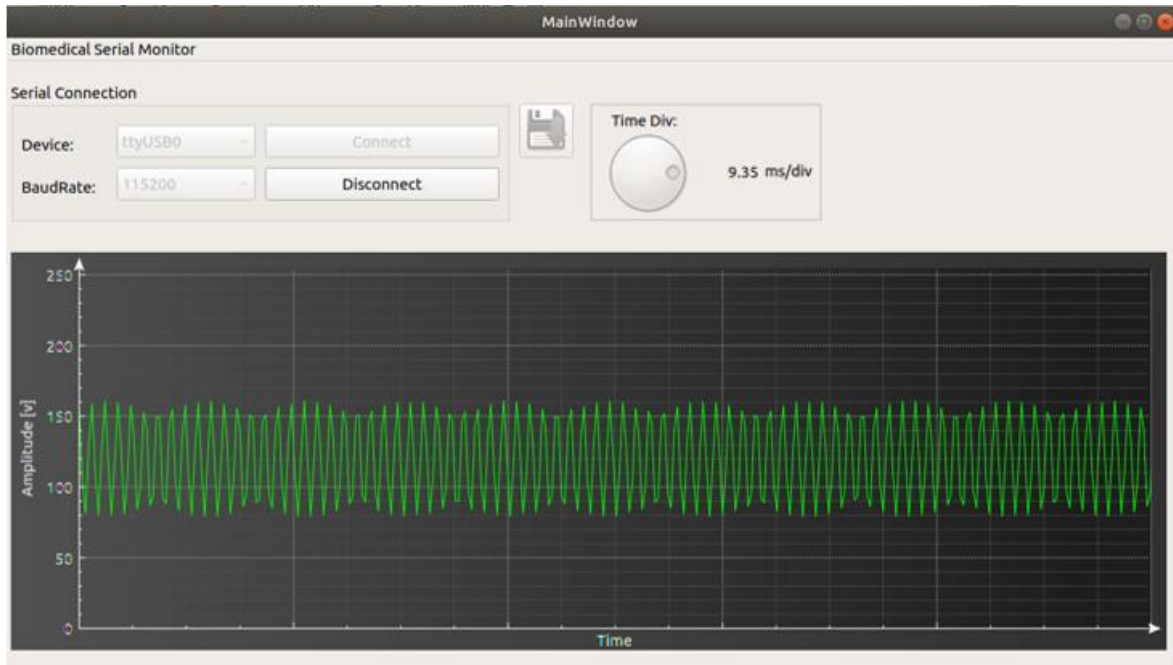 MainWindow
Biomedical Serial Monitor
Serial Connection
Device:
ttyUSB0
Connect
BaudRate:
115200
Disconnect
Time Div:
9.35 ms/div
250
200
150
100
50
0
Amplitude [v]
Time